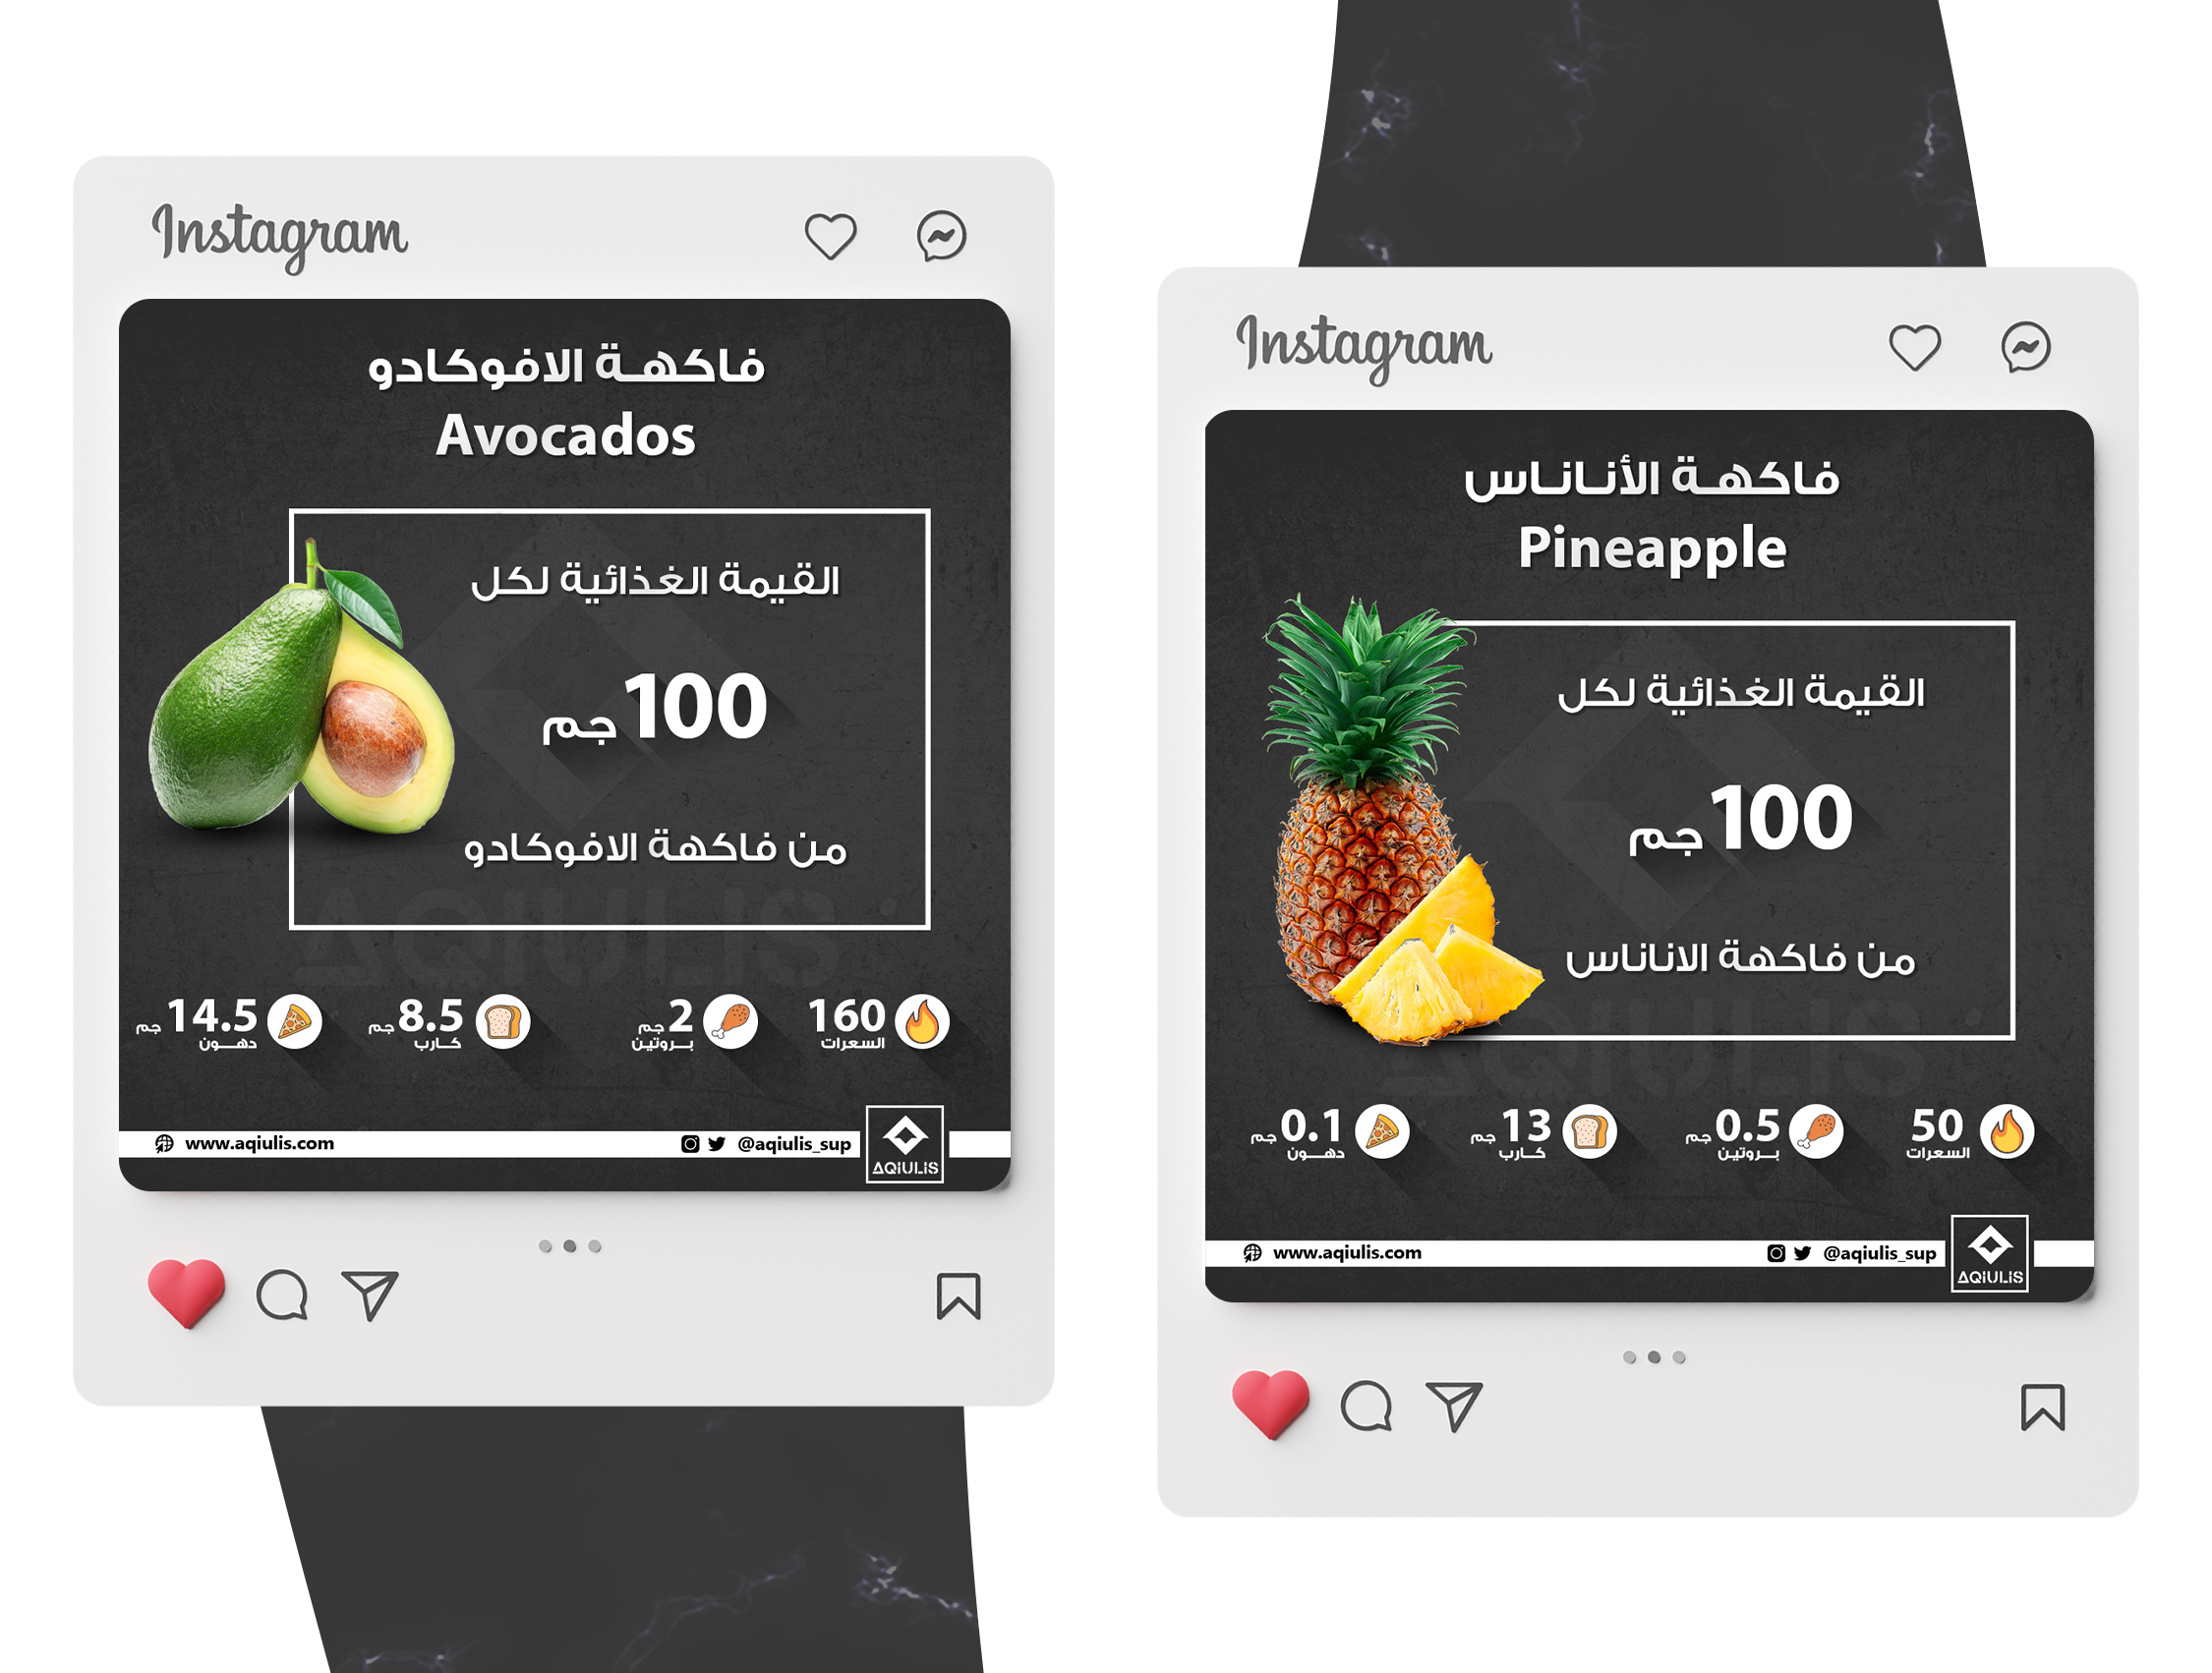 Instagram
فاكهة الافوكادو
Avocados
القيمة الغذائية لكل
100 جم
من فاكهة الافوكادو
AQIULIS
160 السعرات
2 جم بروتين
8.5 جم كارب
14.5 جم دهون
www.aqiulis.com
@aqiulis_sup
AQIULIS
Instagram
فاكهة الأناناس
Pineapple
القيمة الغذائية لكل
100 جم
من فاكهة الاناناس
AQIULIS
50 السعرات
0.5 جم بروتين
13 جم كارب
0.1 جم دهون
www.aqiulis.com
@aqiulis_sup
AQIULIS